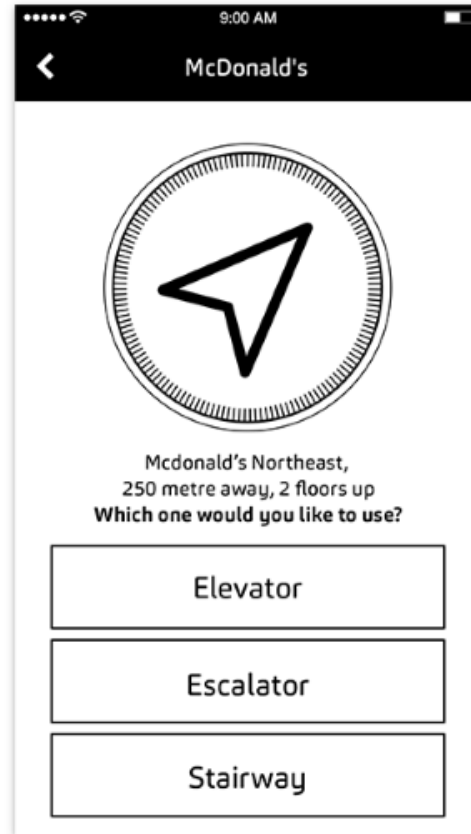 9:00 AM
McDonald's
Mcdonald's Northeast,
250 metre away, 2 floors up
Which one would you like to use?
Elevator
Escalator
Stairway